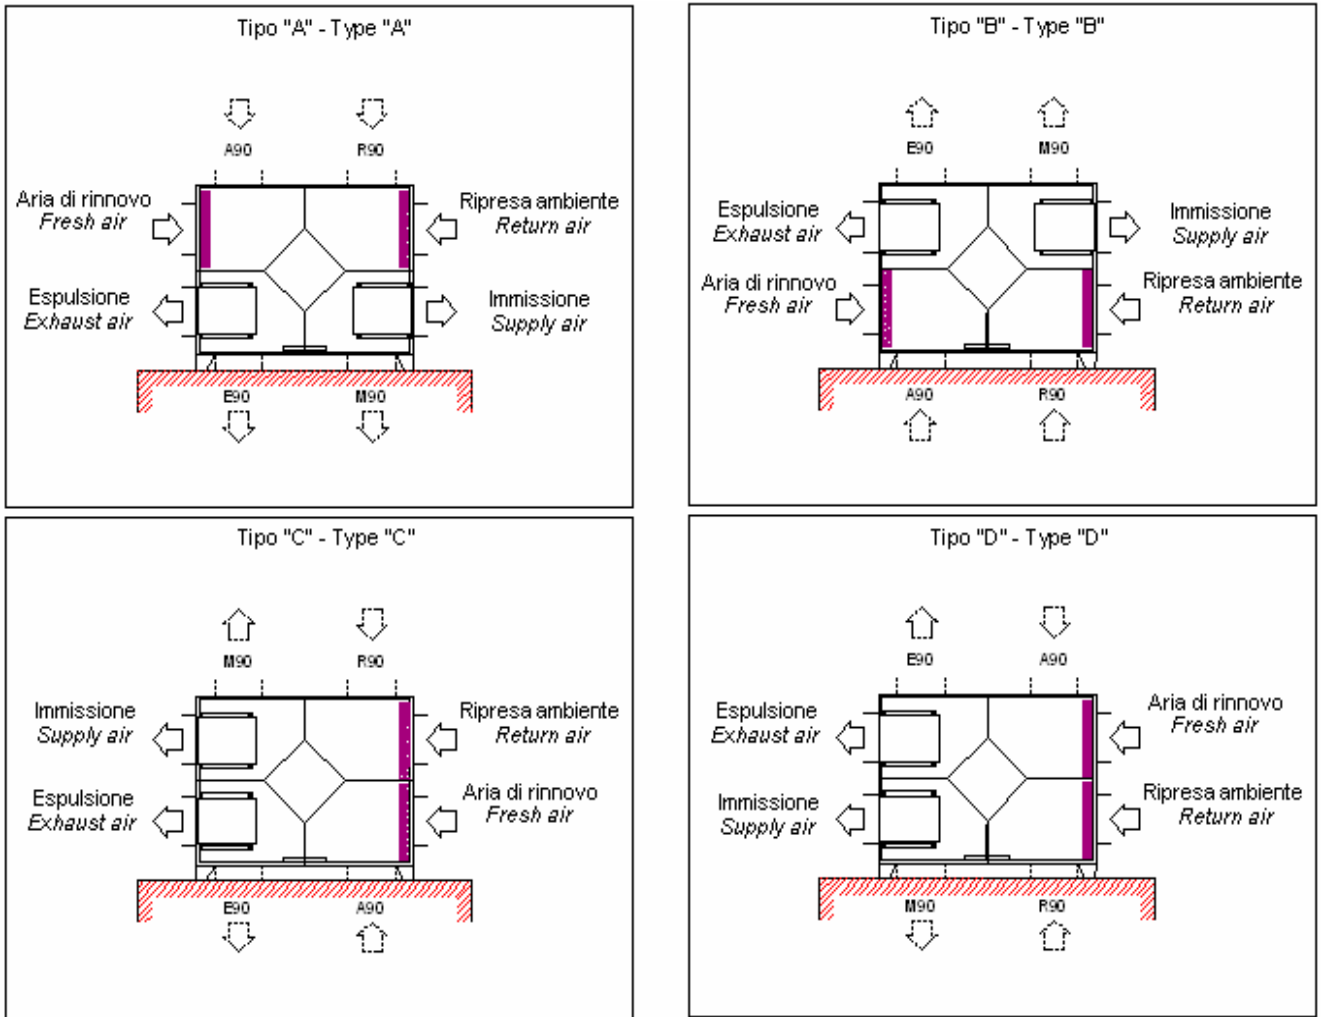 Tipo "A" - Type "A"
A90
R90
Aria di rinnovo
Fresh air
Ripresa ambiente
Return air
Espulsione
Exhaust air
Immissione
Supply air
E90
M90
Tipo "B" - Type "B"
E90
M90
Espulsione
Exhaust air
Immissione
Supply air
Aria di rinnovo
Fresh air
Ripresa ambiente
Return air
A90
R90
Tipo "C" - Type "C"
M90
R90
Immissione
Supply air
Ripresa ambiente
Return air
Espulsione
Exhaust air
Aria di rinnovo
Fresh air
E90
A90
Tipo "D" - Type "D"
E90
A90
Espulsione
Exhaust air
Aria di rinnovo
Fresh air
Immissione
Supply air
Ripresa ambiente
Return air
M90
R90